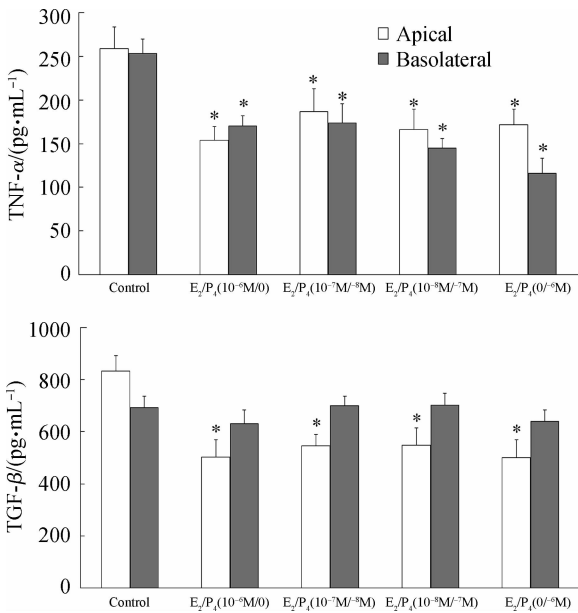 TNF-α/(pg•mL⁻¹)
300
250
200
150
100
50
0
Apical
Basolateral
* * * * * * * *
Control E₂/P₄(10⁻⁶M/0) E₂/P₄(10⁻⁷M/⁻⁸M) E₂/P₄(10⁻⁸M/⁻⁷M) E₂/P₄(0/⁻⁶M)
TGF-β/(pg•mL⁻¹)
1000
800
600
400
200
0
* * * *
Control E₂/P₄(10⁻⁶M/0) E₂/P₄(10⁻⁷M/⁻⁸M) E₂/P₄(10⁻⁸M/⁻⁷M) E₂/P₄(0/⁻⁶M)